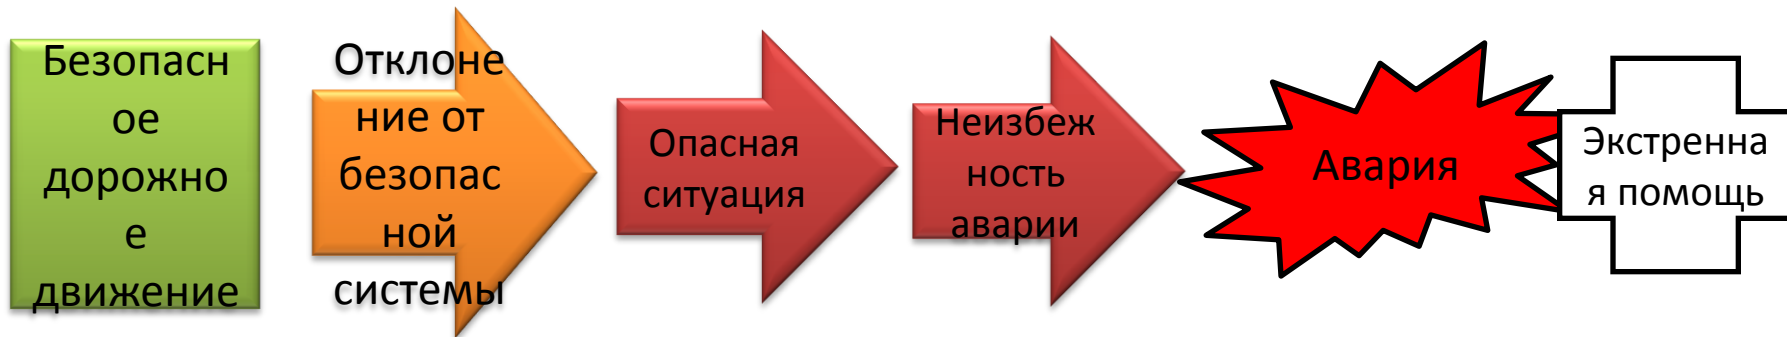 Безопасн
ое
дорожно
е
движение
Отклоне
ние от
безопас
ной
системы
Опасная
ситуация
Неизбеж
ность
аварии
Авария
Экстренна
я помощь